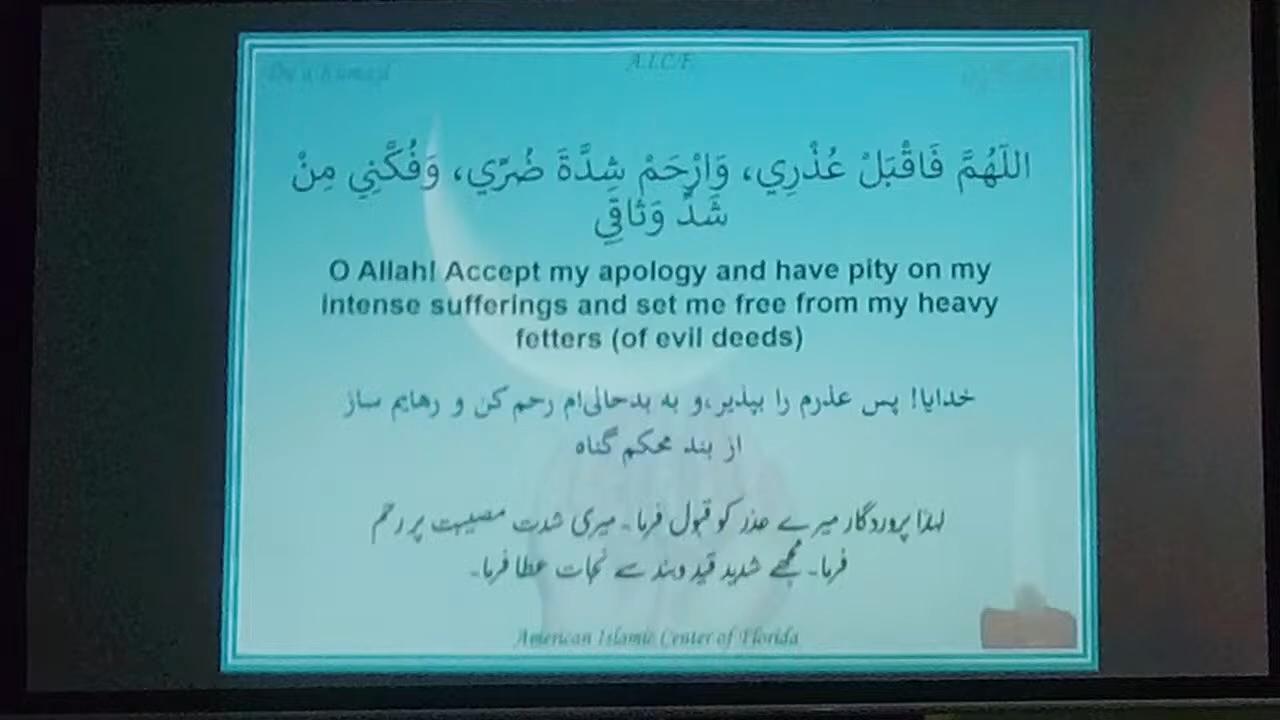 Du'a Kumayl
A.I.C.F.
اللَهُمَّ فَاقْبَلْ عُذْرِي، وَارْحَمْ شِدَّةَ ضُرّي، وَفُكَّنِي مِنْ
شَدِّ وَثَاقِي
O Allah! Accept my apology and have pity on my
intense sufferings and set me free from my heavy
fetters (of evil deeds)
خدایا! پس عذرم را بپذیر،و به بدحالی‌ام رحم کن و رهایم ساز
از بند محکم گناه
لہذا پروردگار میرے عذر کو قبول فرما۔ میری شدت مصیبت پر رحم
فرما۔ مجھے شدید قید وبند سے نجات عطا فرما۔
American Islamic Center of Florida